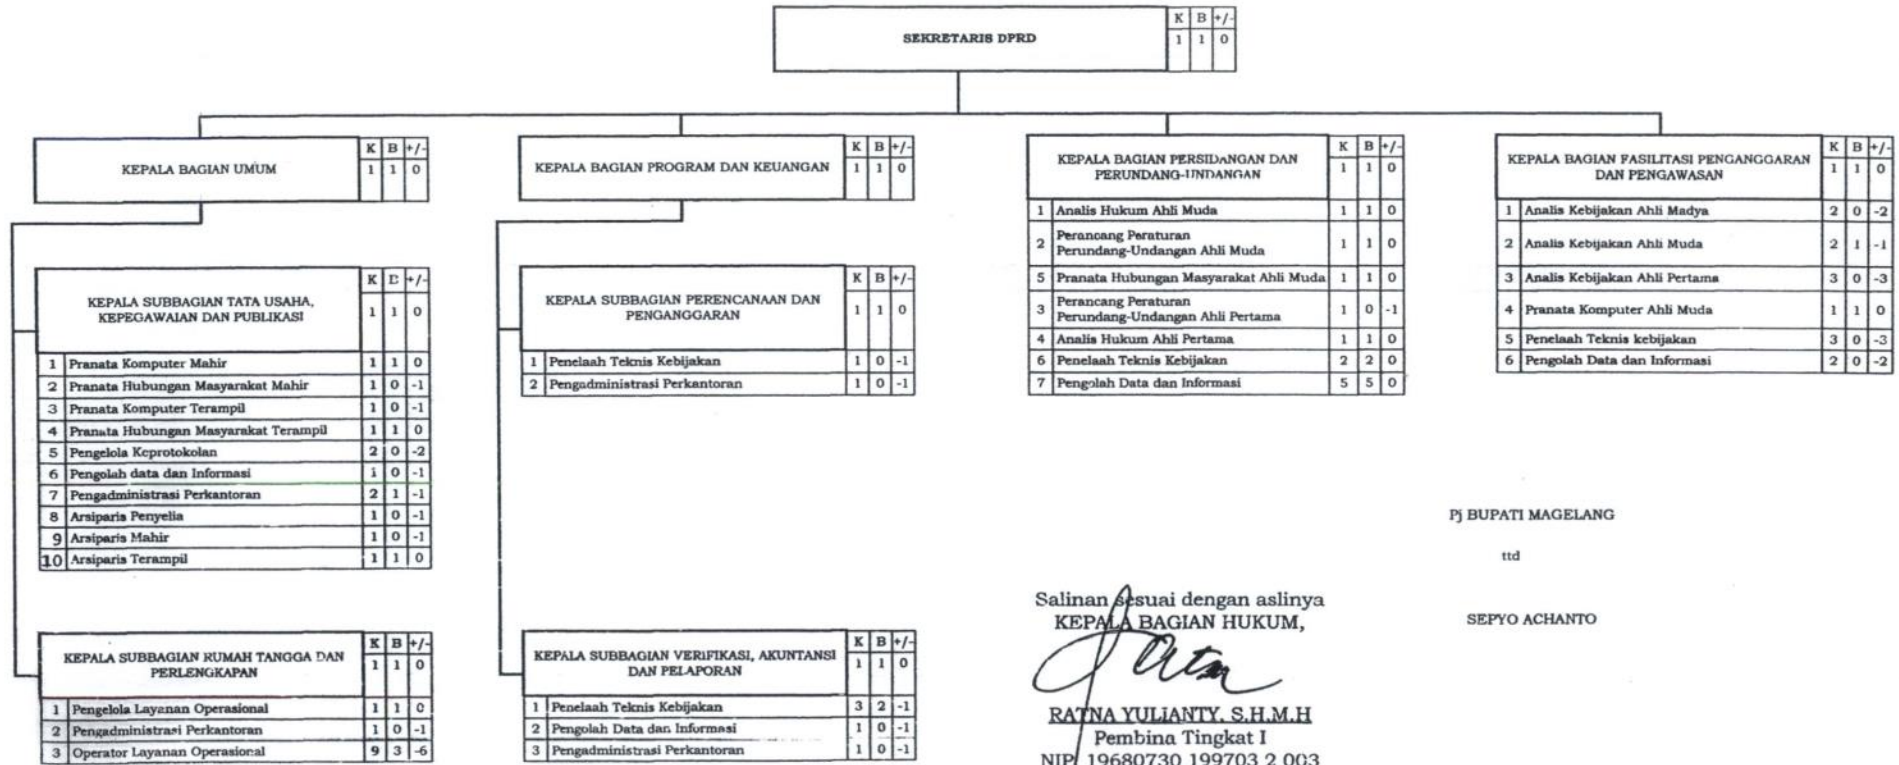 SEKRETARIS DPRD
K B +/-
1 1 0
KEPALA BAGIAN UMUM
K B +/-
1 1 0
KEPALA SUBBAGIAN TATA USAHA,
KEPEGAWAIAN DAN PUBLIKASI
K B +/-
1 1 0
1 Pranata Komputer Mahir 1 1 0
2 Pranata Hubungan Masyarakat Mahir 1 0 -1
3 Pranata Komputer Terampil 1 0 -1
4 Pranata Hubungan Masyarakat Terampil 1 1 0
5 Pengelola Keprotokolan 2 0 -2
6 Pengolah data dan Informasi 1 0 -1
7 Pengadministrasi Perkantoran 2 1 -1
8 Arsiparis Penyelia 1 0 -1
9 Arsiparis Mahir 1 0 -1
10 Arsiparis Terampil 1 1 0
KEPALA SUBBAGIAN RUMAH TANGGA DAN
PERLENGKAPAN
K B +/-
1 1 0
1 Pengelola Layanan Operasional 1 1 0
2 Pengadministrasi Perkantoran 1 0 -1
3 Operator Layanan Operasional 9 3 -6
KEPALA BAGIAN PROGRAM DAN KEUANGAN
K B +/-
1 1 0
KEPALA SUBBAGIAN PERENCANAAN DAN
PENGANGGARAN
K B +/-
1 1 0
1 Penelaah Teknis Kebijakan 1 0 -1
2 Pengadministrasi Perkantoran 1 0 -1
KEPALA SUBBAGIAN VERIFIKASI, AKUNTANSI
DAN PELAPORAN
K B +/-
1 1 0
1 Penelaah Teknis Kebijakan 3 2 -1
2 Pengolah Data dan Informasi 1 0 -1
3 Pengadministrasi Perkantoran 1 0 -1
KEPALA BAGIAN PERSIDANGAN DAN
PERUNDANG-UNDANGAN
K B +/-
1 1 0
1 Analis Hukum Ahli Muda 1 1 0
2 Perancang Peraturan
Perundang-Undangan Ahli Muda 1 1 0
5 Pranata Hubungan Masyarakat Ahli Muda 1 1 0
3 Perancang Peraturan
Perundang-Undangan Ahli Pertama 1 0 -1
4 Analis Hukum Ahli Pertama 1 1 0
6 Penelaah Teknis Kebijakan 2 2 0
7 Pengolah Data dan Informasi 5 5 0
KEPALA BAGIAN FASILITASI PENGANGGARAN
DAN PENGAWASAN
K B +/-
1 1 0
1 Analis Kebijakan Ahli Madya 2 0 -2
2 Analis Kebijakan Ahli Muda 2 1 -1
3 Analis Kebijakan Ahli Pertama 3 0 -3
4 Pranata Komputer Ahli Muda 1 1 0
5 Penelaah Teknis kebijakan 3 0 -3
6 Pengolah Data dan Informasi 2 0 -2
Pj BUPATI MAGELANG
ttd
SEPYO ACHANTO
Salinan sesuai dengan aslinya
KEPALA BAGIAN HUKUM,
RATNA YULIANTY, S.H.M.H
Pembina Tingkat I
NIP. 19680730 199703 2 003